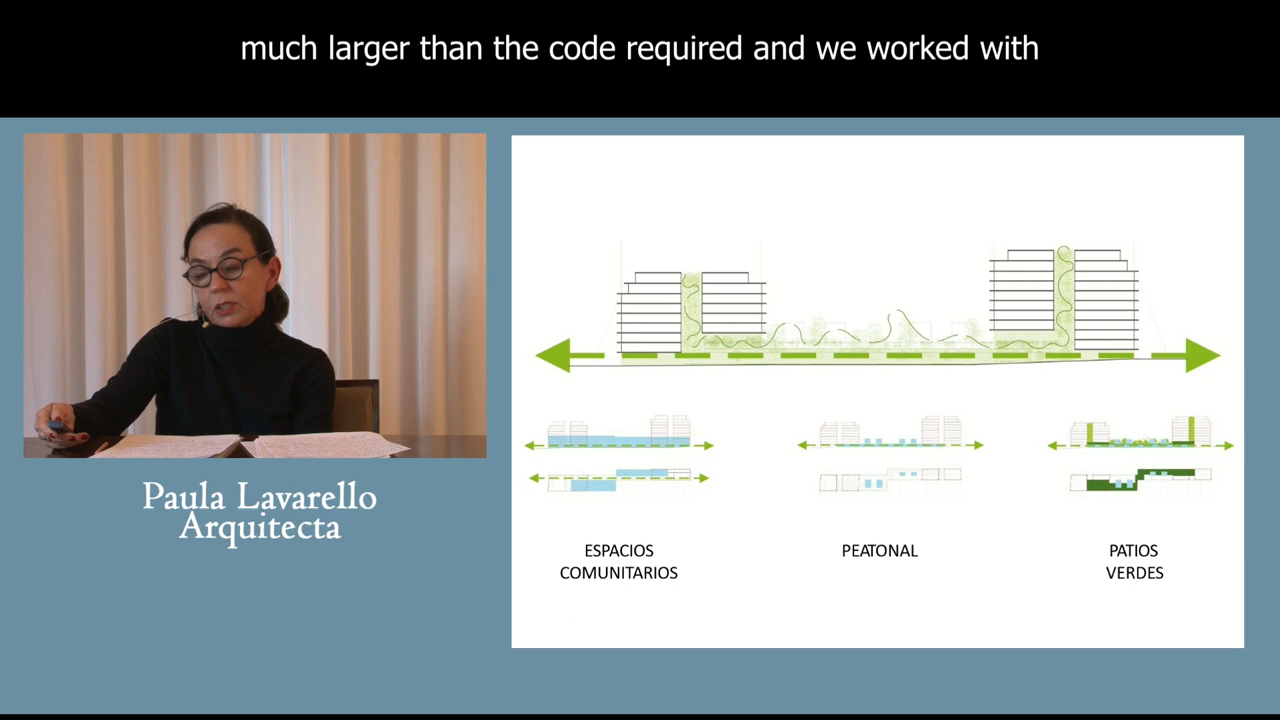 much larger than the code required and we worked with
Paula Lavarello
Arquitecta
ESPACIOS
COMUNITARIOS
PEATONAL
PATIOS
VERDES